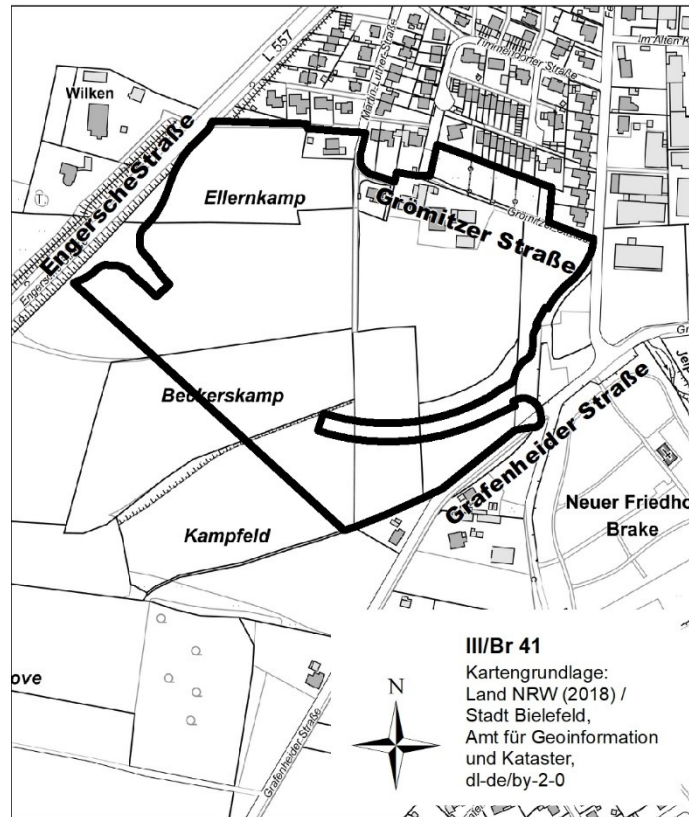 L 557
Martin-Luther-Straße
Timmendorfer Straße
Im Alten K
Wilken
Engersche Straße
Ellernkamp
Grömitzer Straße
T
Beckerskamp
Grafenheider Straße
Kampfeld
Neuer Friedho
Brake
ove
Grafenheider Straße
N
III/Br 41
Kartengrundlage:
Land NRW (2018) /
Stadt Bielefeld,
Amt für Geoinformation
und Kataster,
dl-de/by-2-0